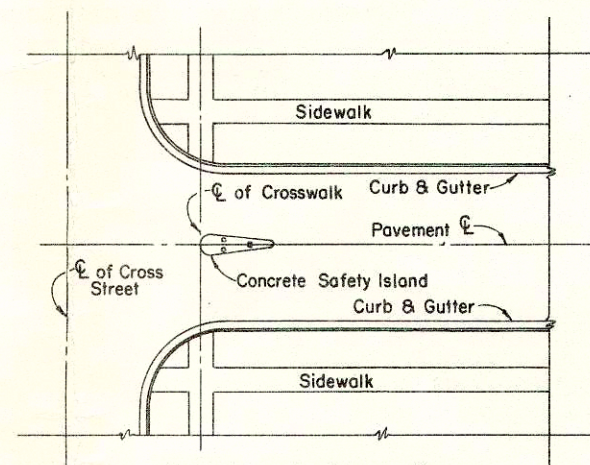 Sidewalk
℄ of Crosswalk
Curb & Gutter
Pavement ℄
℄ of Cross
Street
Concrete Safety Island
Curb & Gutter
Sidewalk